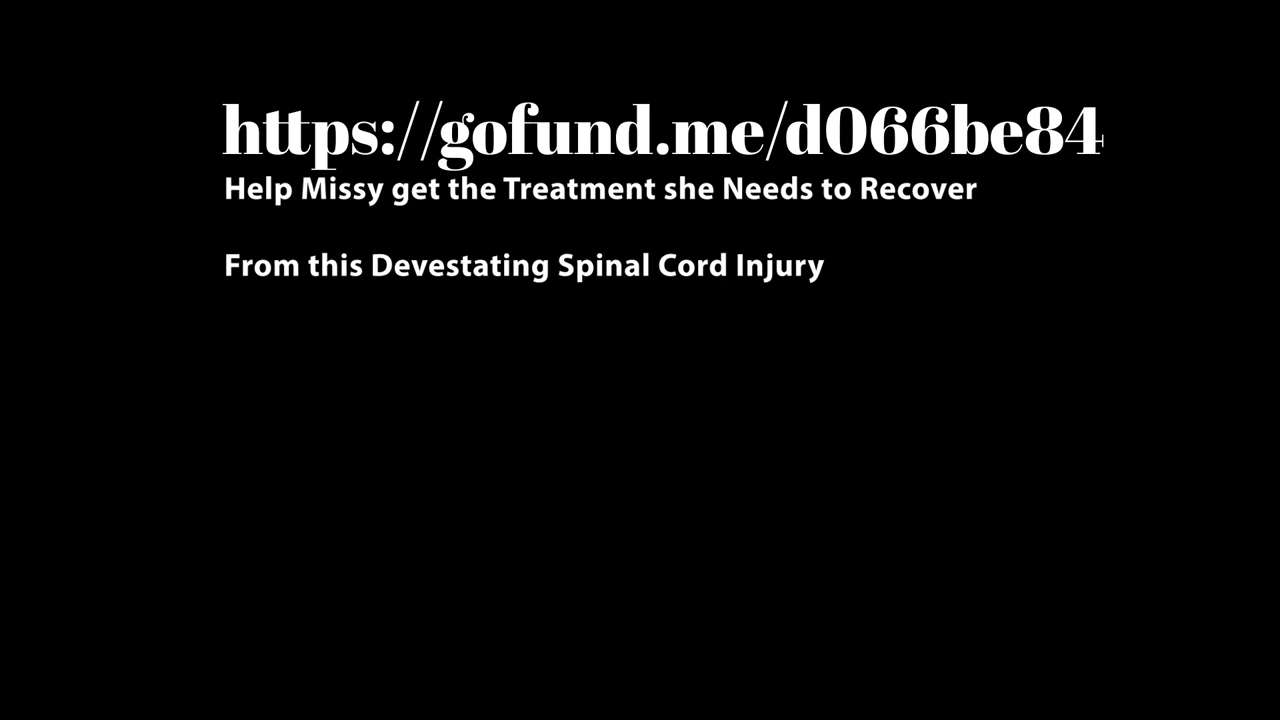 https://gofund.me/d066be84
Help Missy get the Treatment she Needs to Recover
From this Devestating Spinal Cord Injury